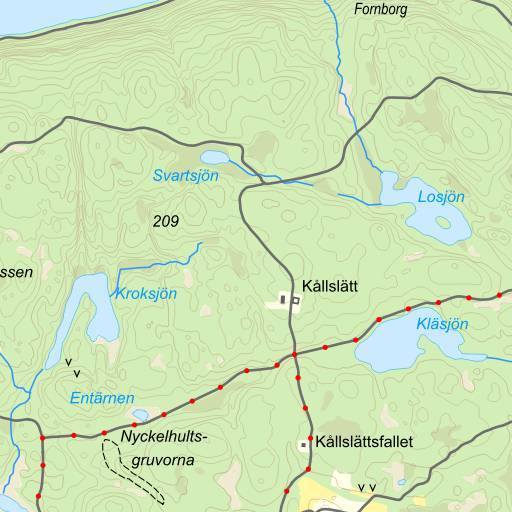 Fornborg
Svartsjön
Losjön
209
ssen
Kroksjön
Kållslätt
Kläsjön
Entärnen
Nyckelhults-
gruvorna
Kållslättsfallet